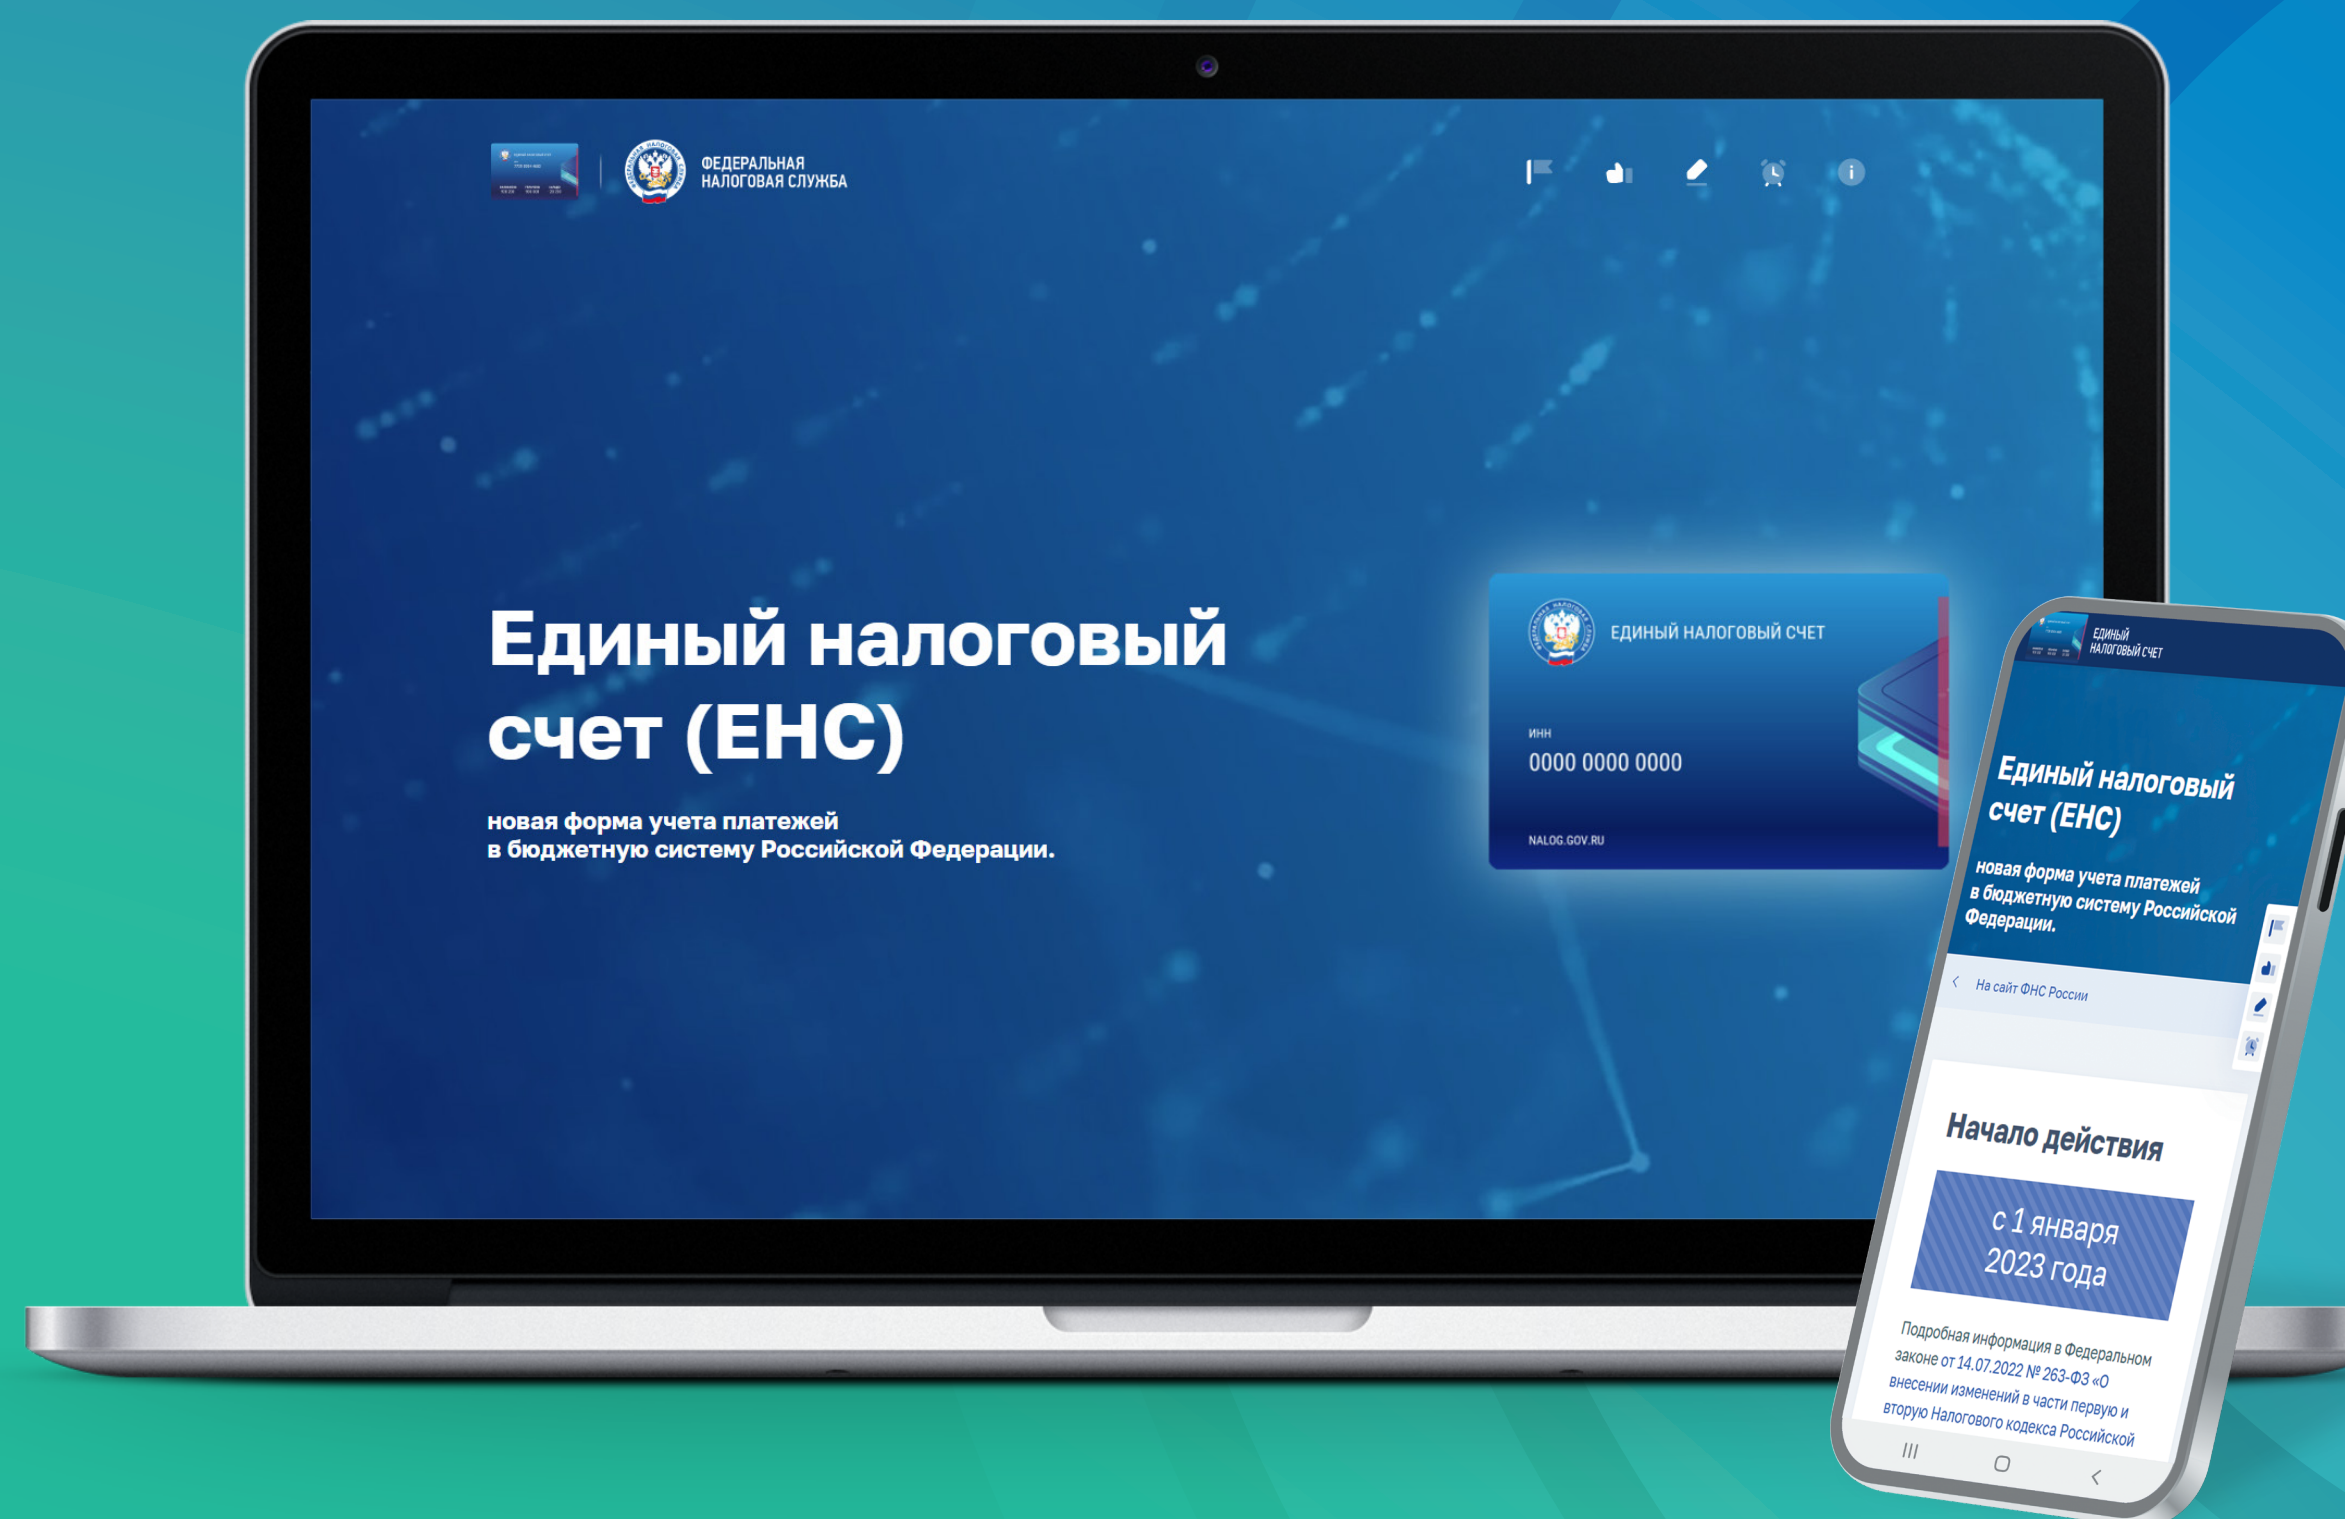 ФЕДЕРАЛЬНАЯ
НАЛОГОВАЯ СЛУЖБА
Единый налоговый
счет (ЕНС)
новая форма учета платежей
в бюджетную систему Российской Федерации.
ЕДИНЫЙ НАЛОГОВЫЙ СЧЕТ
ИНН
0000 0000 0000
NALOG.GOV.RU
ЕДИНЫЙ
НАЛОГОВЫЙ СЧЕТ
Единый налоговый
счет (ЕНС)
новая форма учета платежей
в бюджетную систему Российской
Федерации.
На сайт ФНС России
Начало действия
с 1 января
2023 года
Подробная информация в Федеральном
законе от 14.07.2022 № 263-ФЗ «О
внесении изменений в части первую и
вторую Налогового кодекса Российской